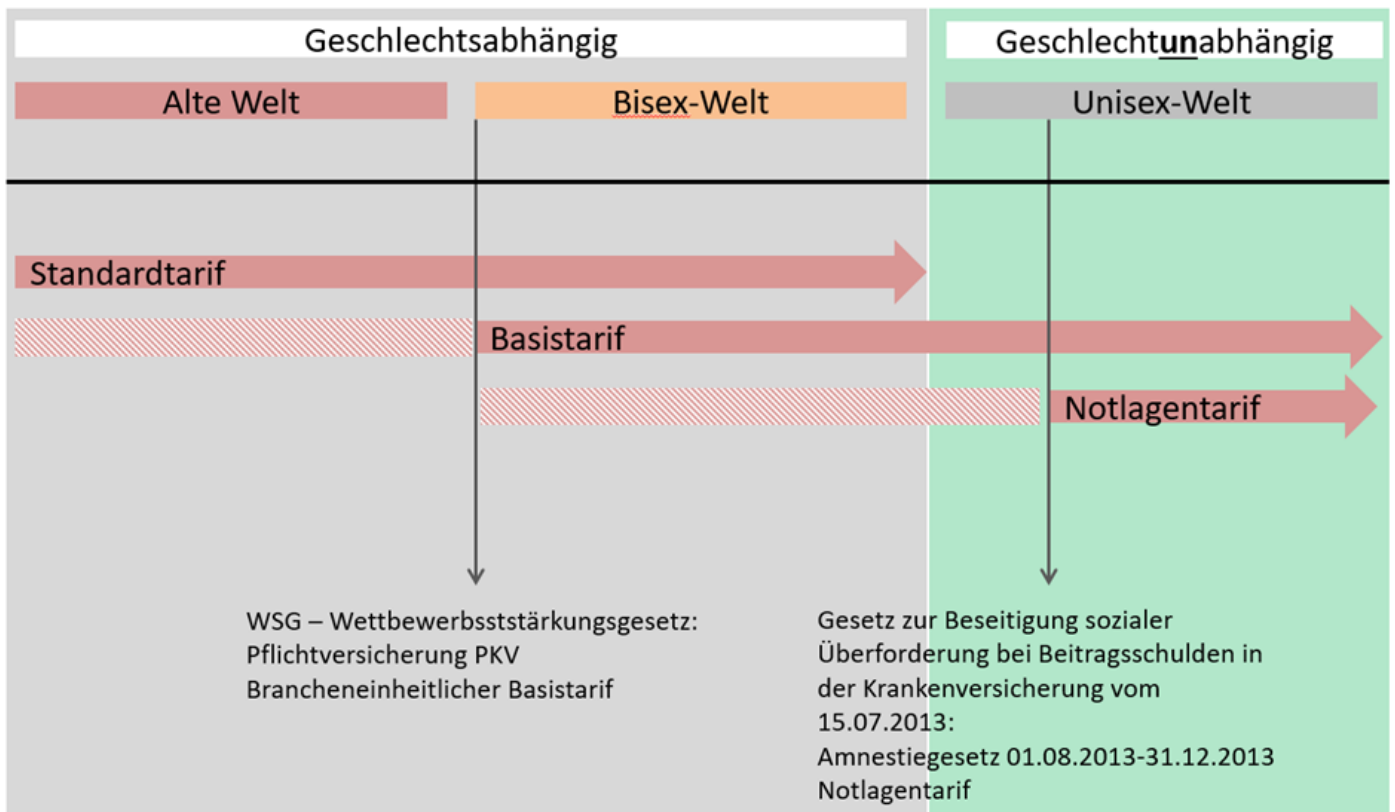 Geschlechtsabhängig
Geschlechtunabhängig
Alte Welt
Bisex-Welt
Unisex-Welt
Standardtarif
Basistarif
Notlagentarif
WSG – Wettbewerbsststärkungsgesetz:
Pflichtversicherung PKV
Brancheneinheitlicher Basistarif
Gesetz zur Beseitigung sozialer
Überforderung bei Beitragsschulden in
der Krankenversicherung vom
15.07.2013:
Amnestiegesetz 01.08.2013-31.12.2013
Notlagentarif